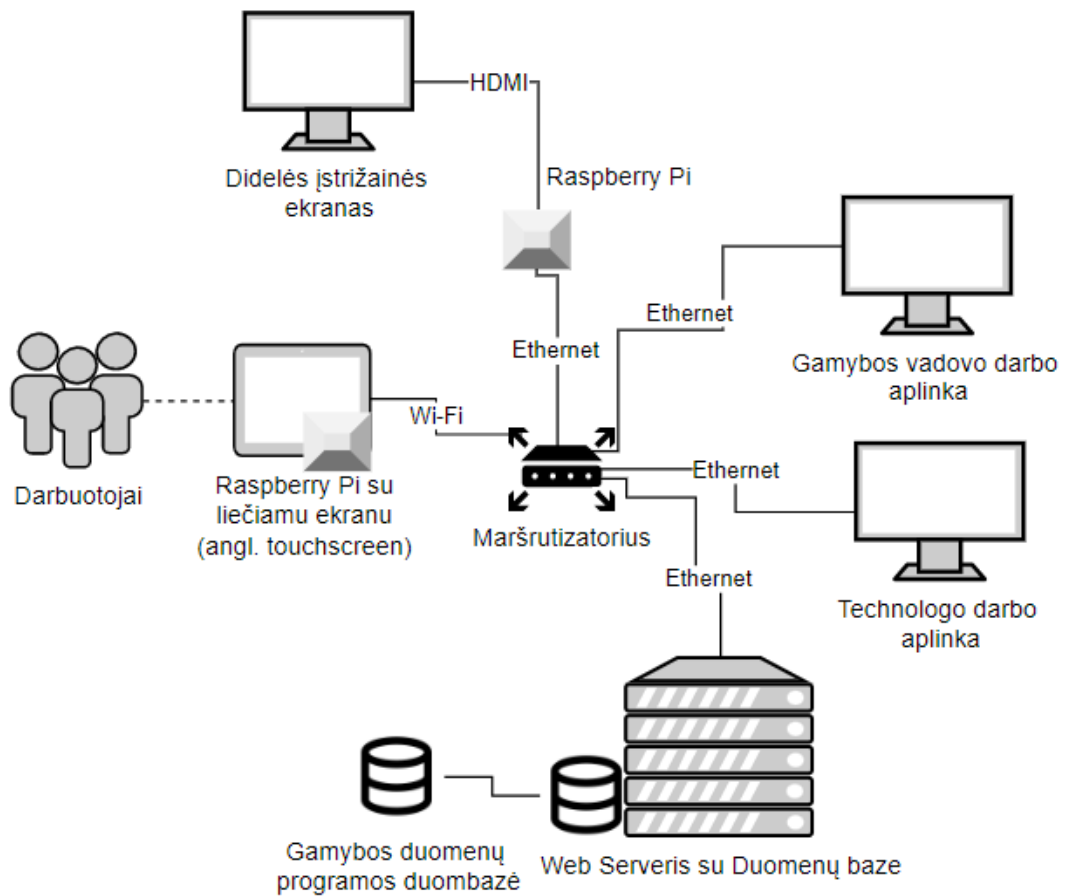 HDMI
Didelės įstrižainės
ekranas
Raspberry Pi
Ethernet
Ethernet
Gamybos vadovo darbo
aplinka
Wi-Fi
Darbuotojai
Raspberry Pi su
liečiamu ekranu
(angl. touchscreen)
Maršrutizatorius
Ethernet
Technologo darbo
aplinka
Ethernet
Gamybos duomenų
programos duombazė
Web Serveris su Duomenų baze